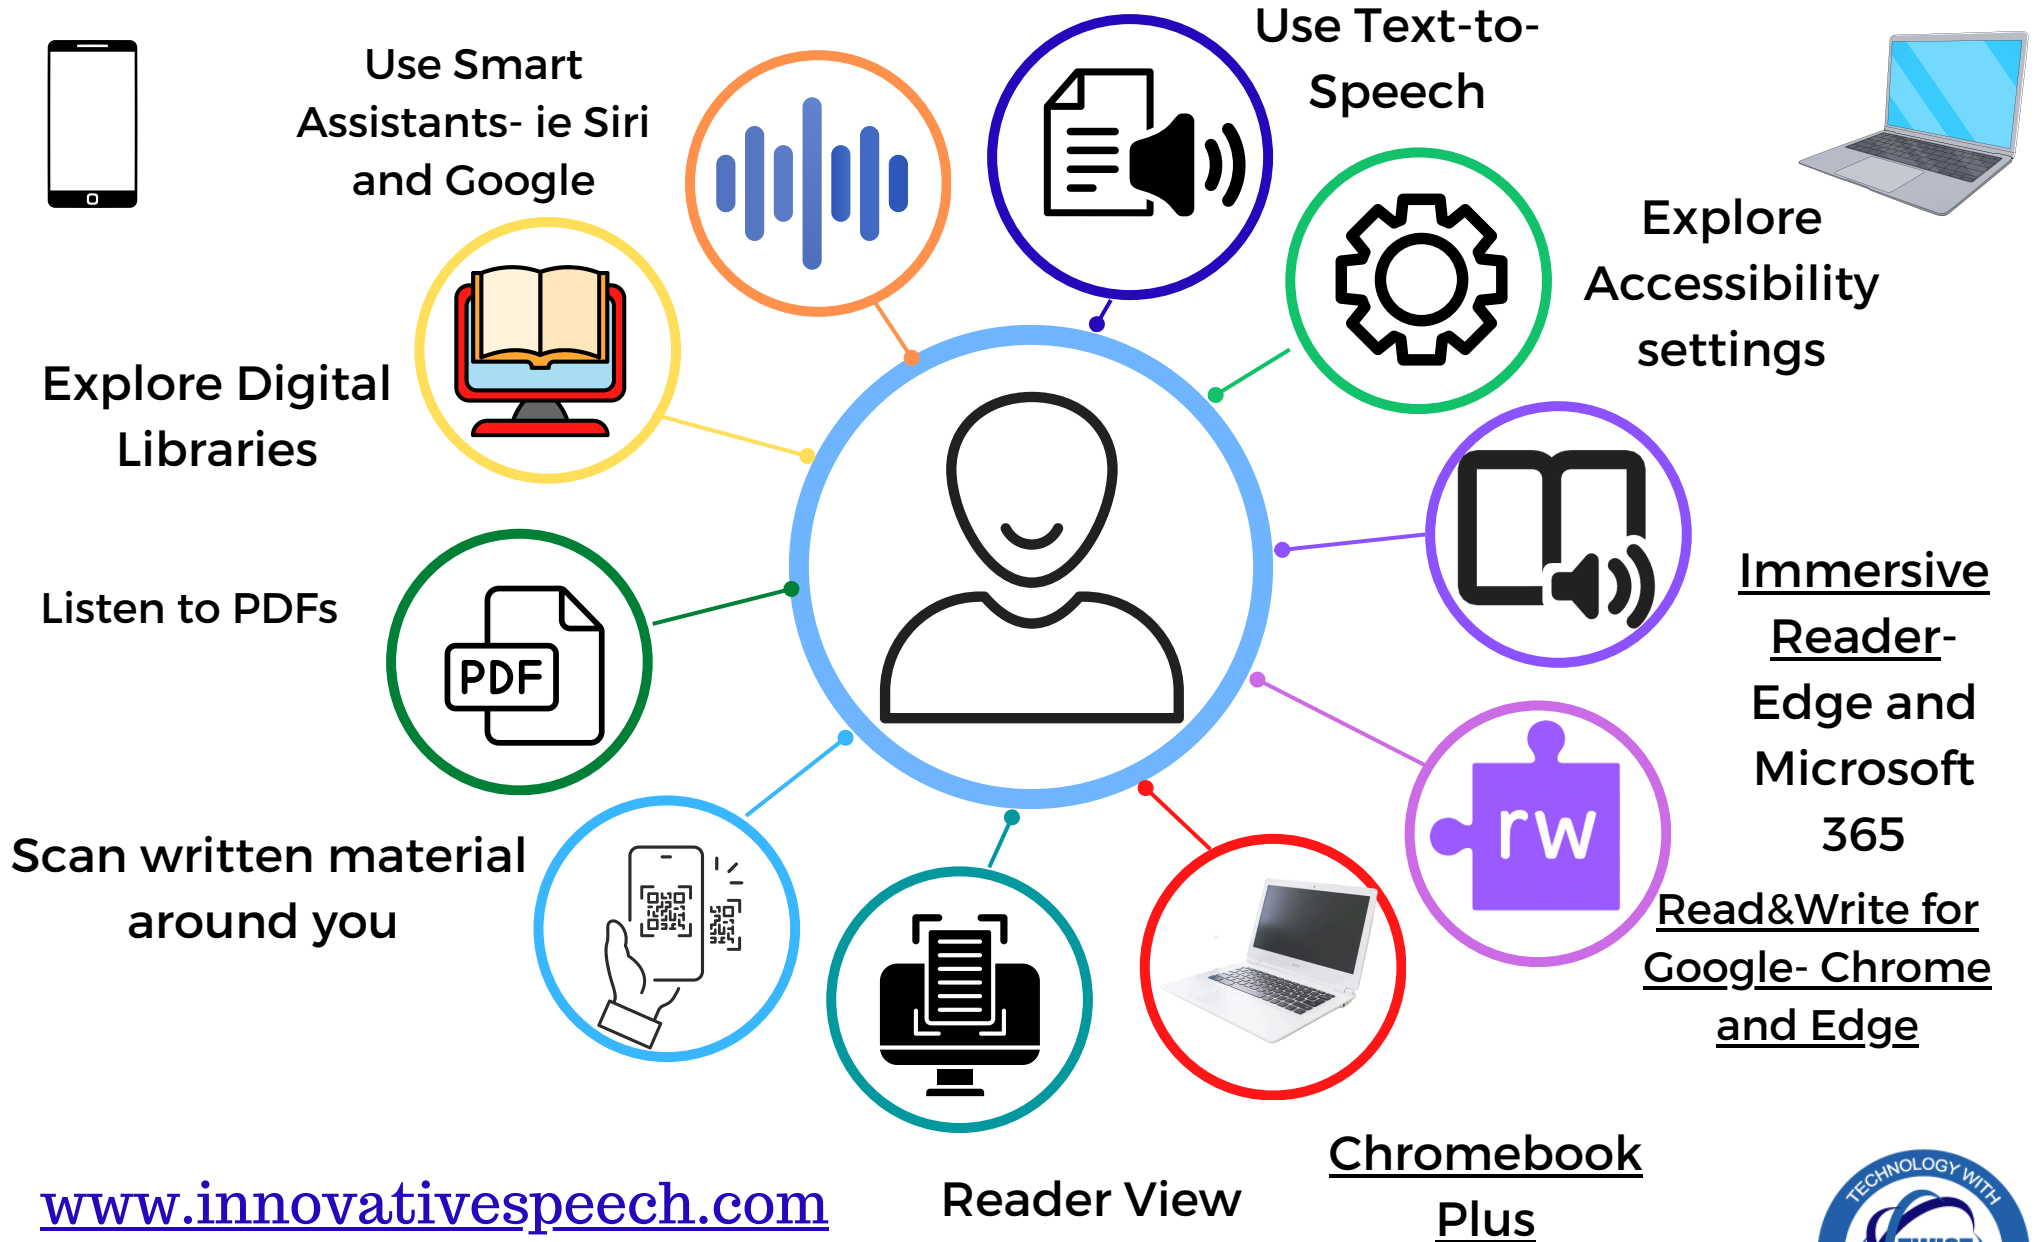 Use Smart
Assistants- ie Siri
and Google
Use Text-to-
Speech
Explore
Accessibility
settings
Explore Digital
Libraries
Immersive
Reader-
Edge and
Microsoft
365
Listen to PDFs
PDF
rw
Scan written material
around you
Read&Write for
Google- Chrome
and Edge
Reader View
Chromebook
Plus
www.innovativespeech.com
TECHNOLOGY WITH